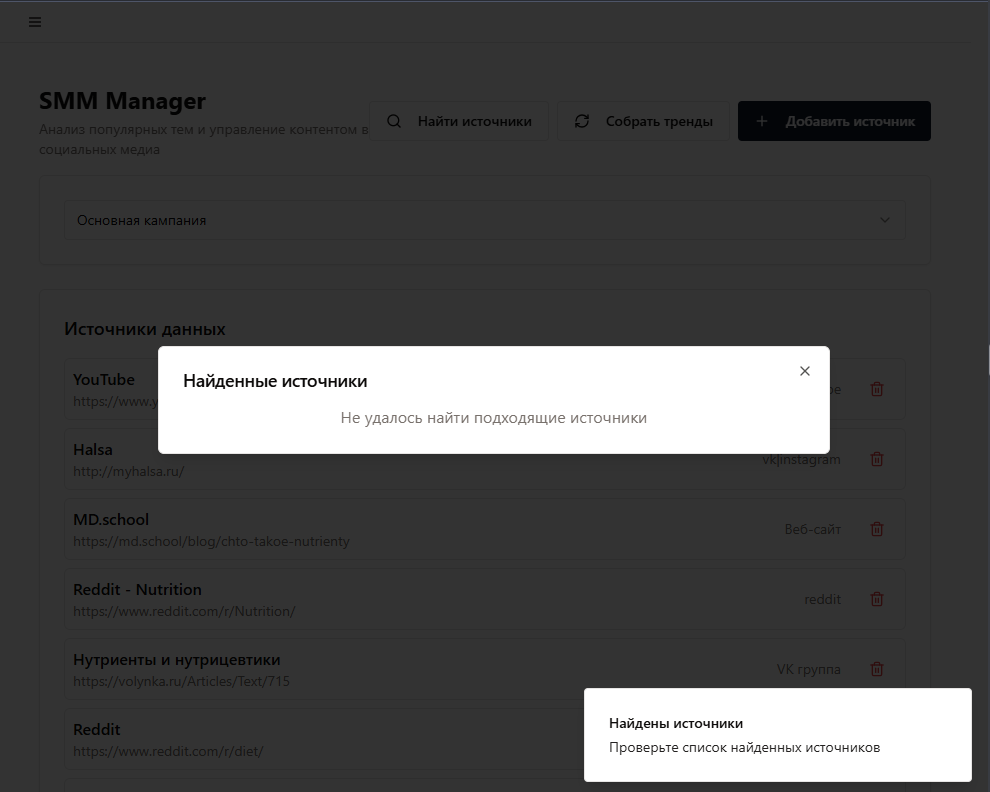 SMM Manager
Анализ популярных тем и управление контентом в
социальных медиа
Найти источники
Собрать тренды
Добавить источник
Основная кампания
Источники данных
YouTube
https://www.y
be
Найденные источники
Не удалось найти подходящие источники
Halsa
http://myhalsa.ru/
vk|instagram
MD.school
https://md.school/blog/chto-takoe-nutrienty
Веб-сайт
Reddit - Nutrition
https://www.reddit.com/r/Nutrition/
reddit
Нутриенты и нутрицевтики
https://volynka.ru/Articles/Text/715
VK группа
Reddit
https://www.reddit.com/r/diet/
Найдены источники
Проверьте список найденных источников